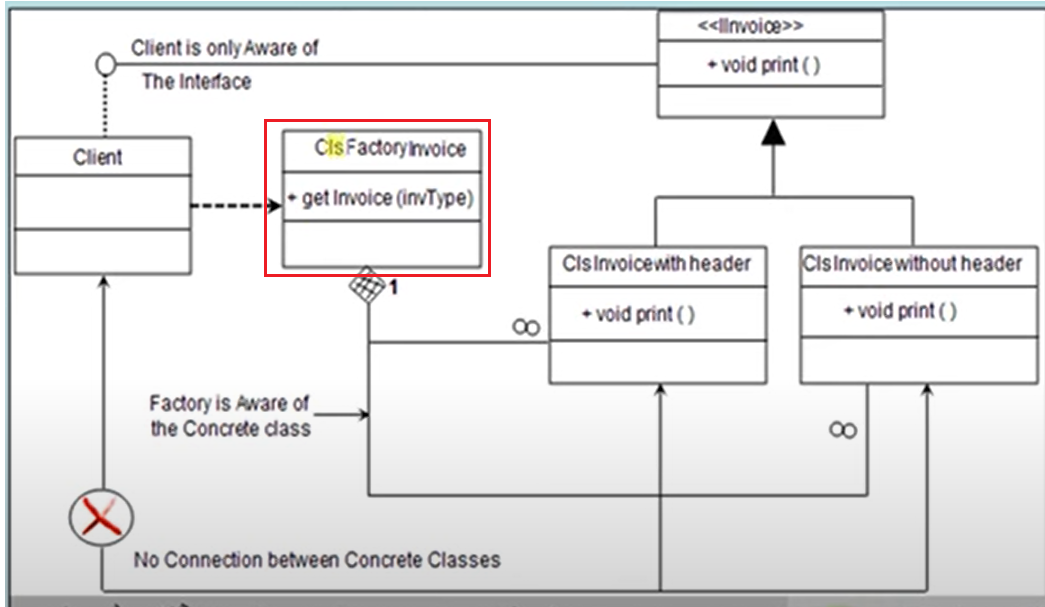 <<IInvoice>>
+ void print ( )
Client is only Aware of
The Interface
Client
ClsFactoryInvoice
+ get Invoice (invType)
1
ClsInvoicewith header
+ void print ( )
ClsInvoicewithout header
+ void print ( )
∞
Factory is Aware of
the Concrete class
∞
No Connection between Concrete Classes